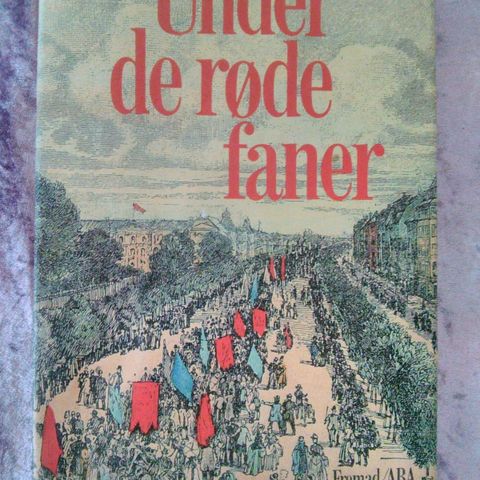 Under
de røde
faner
Fremad/ABA